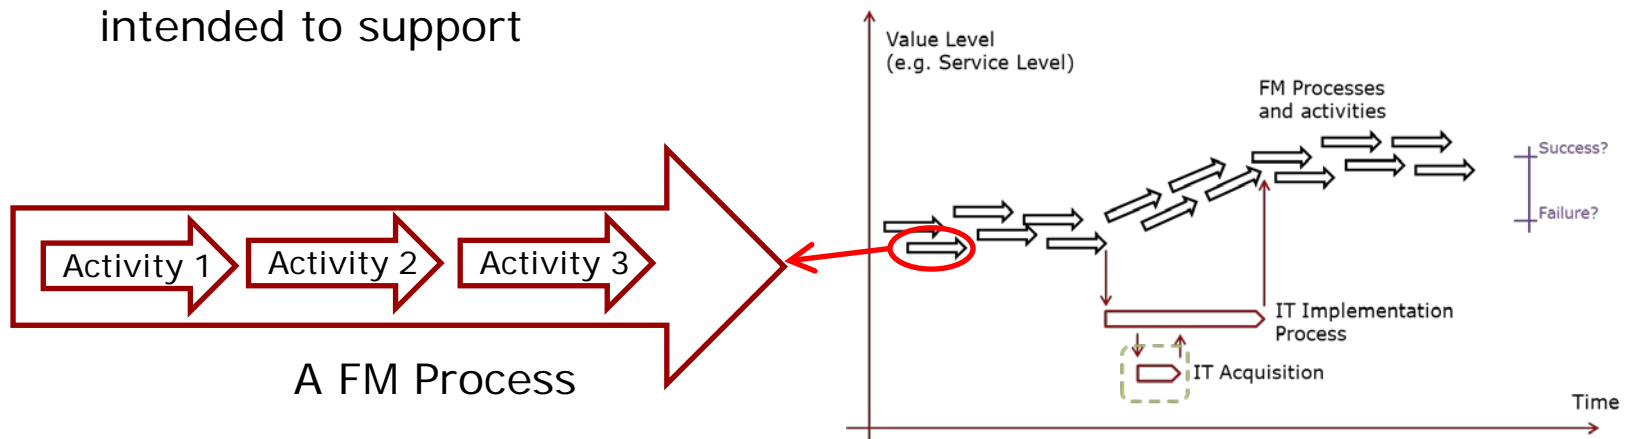 intended to support
Activity 1
Activity 2
Activity 3
A FM Process
Value Level
(e.g. Service Level)
FM Processes
and activities
Success?
Failure?
IT Implementation
Process
IT Acquisition
Time